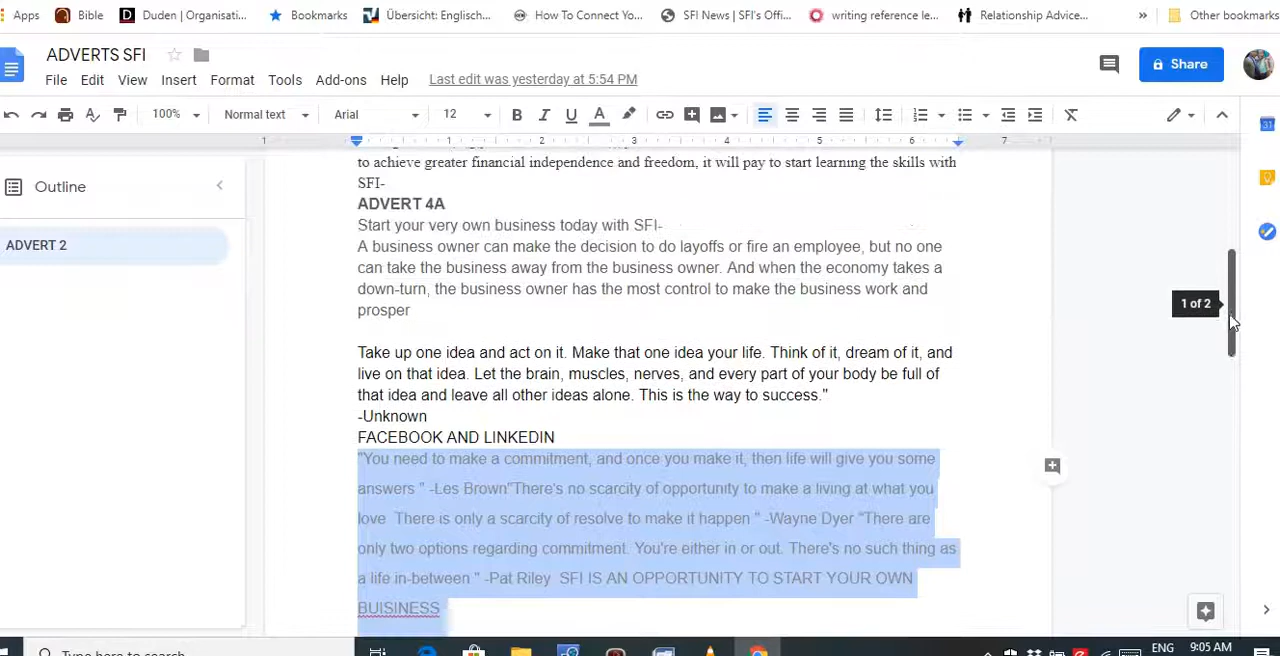 Apps Bible Duden | Organisati... Bookmarks Übersicht: Englisch... How To Connect Yo... SFI News | SFI's Offi... writing reference le... Relationship Advice... » Other bookmarks
ADVERTS SFI
Share
File Edit View Insert Format Tools Add-ons Help Last edit was yesterday at 5:54 PM
100% Normal text Arial 12 B I U A
1 1 2 3 4 5 6 7
31
to achieve greater financial independence and freedom, it will pay to start learning the skills with
SFI-
Outline
ADVERT 4A
Start your very own business today with SFI-
ADVERT 2
A business owner can make the decision to do layoffs or fire an employee, but no one
can take the business away from the business owner. And when the economy takes a
down-turn, the business owner has the most control to make the business work and
1 of 2
prosper
Take up one idea and act on it. Make that one idea your life. Think of it, dream of it, and
live on that idea. Let the brain, muscles, nerves, and every part of your body be full of
that idea and leave all other ideas alone. This is the way to success."
-Unknown
FACEBOOK AND LINKEDIN
"You need to make a commitment, and once you make it, then life will give you some
answers " -Les Brown"There's no scarcity of opportunity to make a living at what you
love There is only a scarcity of resolve to make it happen " -Wayne Dyer "There are
only two options regarding commitment. You're either in or out. There's no such thing as
a life in-between " -Pat Riley SFI IS AN OPPORTUNITY TO START YOUR OWN
BUISINESS
Type here to search
ENG 9:05 AM